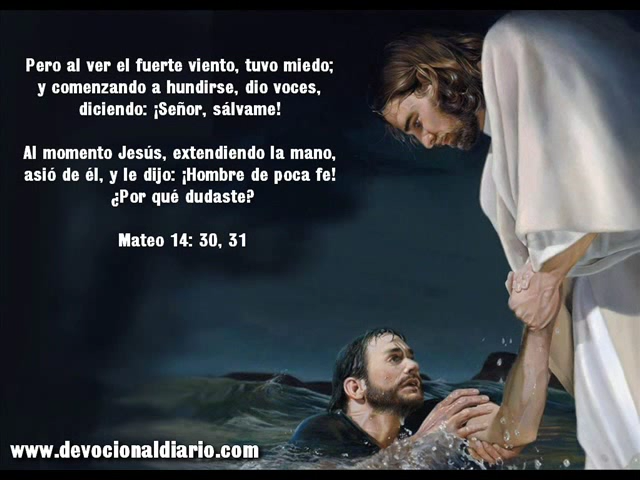 Pero al ver el fuerte viento, tuvo miedo;
y comenzando a hundirse, dio voces,
diciendo: ¡Señor, sálvame!
Al momento Jesús, extendiendo la mano,
asió de él, y le dijo: ¡Hombre de poca fe!
¿Por qué dudaste?
Mateo 14: 30, 31
www.devocionaldiario.com